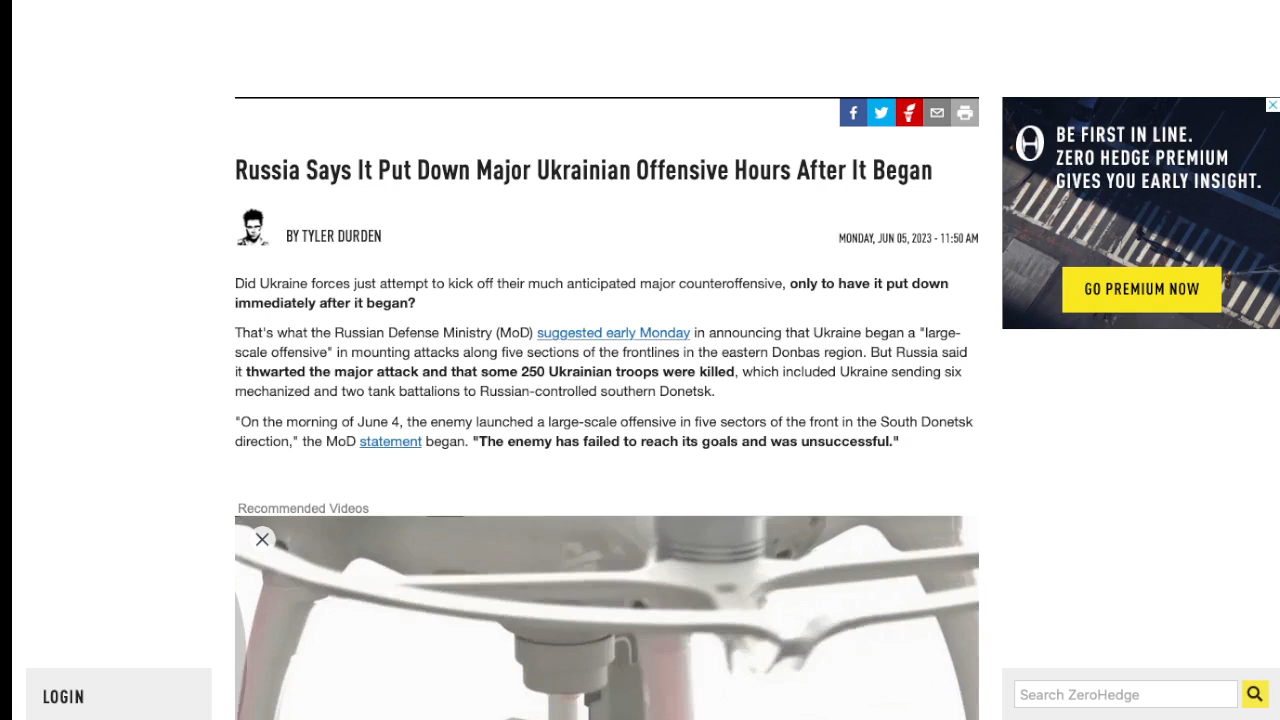 BE FIRST IN LINE.
ZERO HEDGE PREMIUM
GIVES YOU EARLY INSIGHT.
GO PREMIUM NOW
Russia Says It Put Down Major Ukrainian Offensive Hours After It Began
BY TYLER DURDEN
MONDAY, JUN 05, 2023 - 11:50 AM
Did Ukraine forces just attempt to kick off their much anticipated major counteroffensive, only to have it put down
immediately after it began?
That's what the Russian Defense Ministry (MoD) suggested early Monday in announcing that Ukraine began a "large-
scale offensive" in mounting attacks along five sections of the frontlines in the eastern Donbas region. But Russia said
it thwarted the major attack and that some 250 Ukrainian troops were killed, which included Ukraine sending six
mechanized and two tank battalions to Russian-controlled southern Donetsk.
"On the morning of June 4, the enemy launched a large-scale offensive in five sectors of the front in the South Donetsk
direction," the MoD statement began. "The enemy has failed to reach its goals and was unsuccessful."
Recommended Videos
LOGIN
Search ZeroHedge